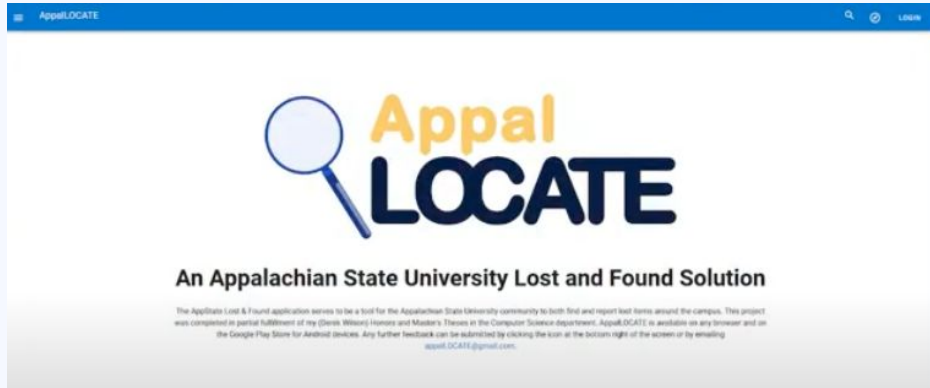 AppalLOCATE
LOGIN
Appal
LOCATE
An Appalachian State University Lost and Found Solution
The AppState Lost & Found application serves to be a tool for the Appalachian State University community to both find and report lost items around the campus. This project
was completed in partial fulfillment of my (Derek Wilson) Honors and Master's Theses in the Computer Science department. AppalLOCATE is available on any browser and on
the Google Play Store for Android devices. Any further feedback can be submitted by clicking the icon at the bottom right of the screen or by emailing
appalLOCATE@gmail.com.